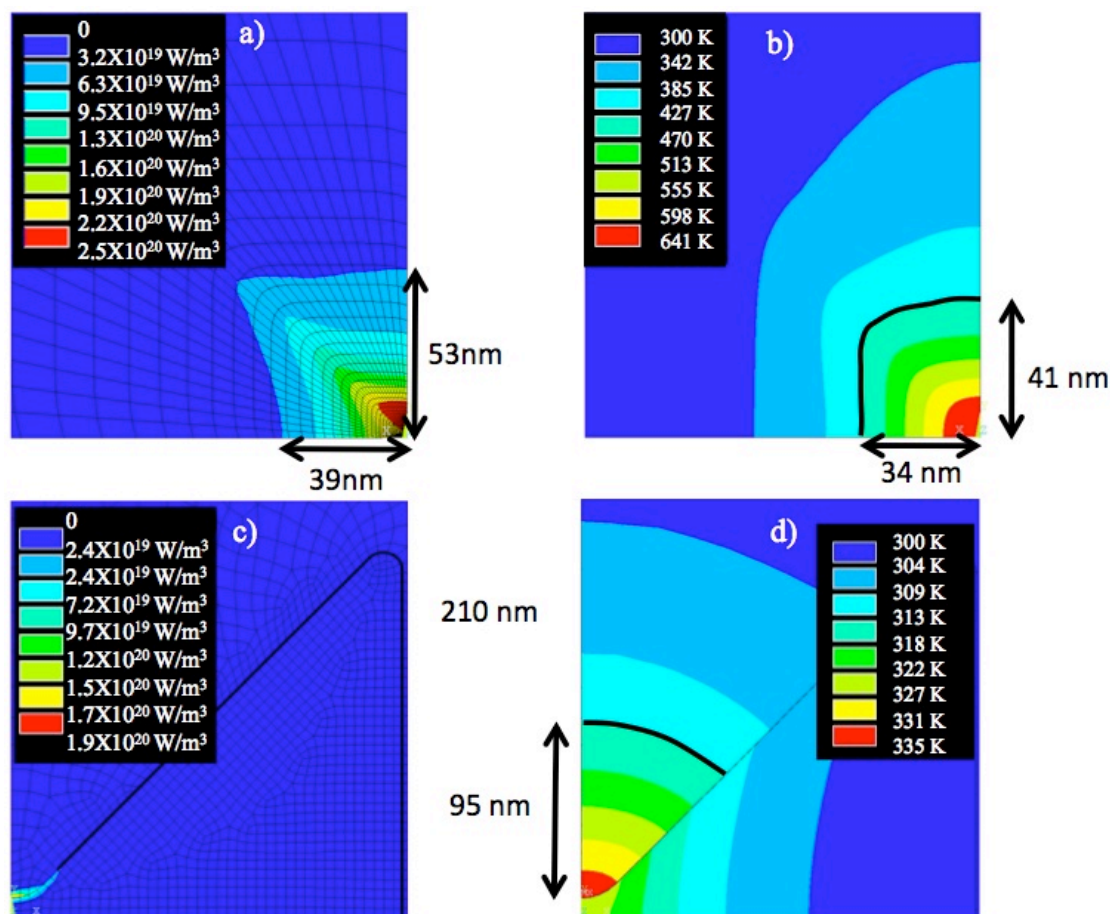 0
3.2X10¹⁹ W/m³
6.3X10¹⁹ W/m³
9.5X10¹⁹ W/m³
1.3X10²⁰ W/m³
1.6X10²⁰ W/m³
1.9X10²⁰ W/m³
2.2X10²⁰ W/m³
2.5X10²⁰ W/m³
a)
53nm
39nm
300 K
342 K
385 K
427 K
470 K
513 K
555 K
598 K
641 K
b)
41 nm
34 nm
0
2.4X10¹⁹ W/m³
2.4X10¹⁹ W/m³
7.2X10¹⁹ W/m³
9.7X10¹⁹ W/m³
1.2X10²⁰ W/m³
1.5X10²⁰ W/m³
1.7X10²⁰ W/m³
1.9X10²⁰ W/m³
c)
210 nm
95 nm
d)
300 K
304 K
309 K
313 K
318 K
322 K
327 K
331 K
335 K